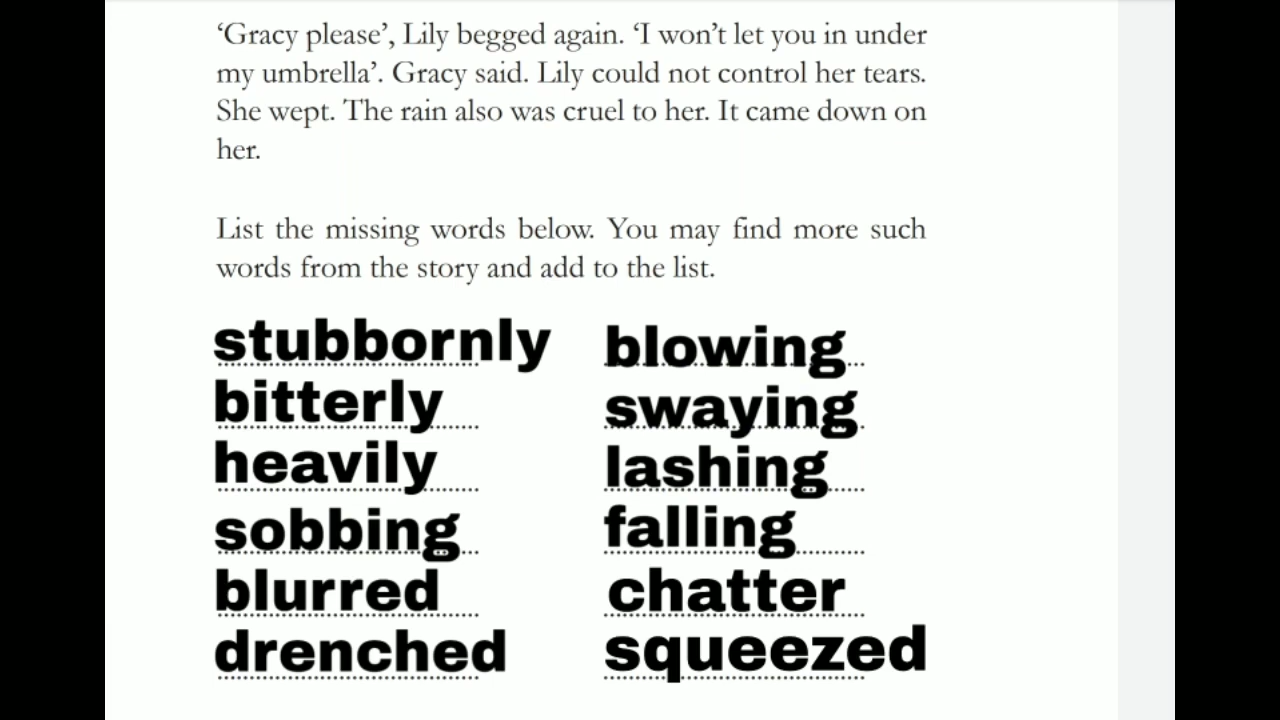 ‘Gracy please’, Lily begged again. ‘I won’t let you in under
my umbrella’. Gracy said. Lily could not control her tears.
She wept. The rain also was cruel to her. It came down on
her.
List the missing words below. You may find more such
words from the story and add to the list.
stubbornly
bitterly
heavily
sobbing
blurred
drenched
blowing
swaying
lashing
falling
chatter
squeezed